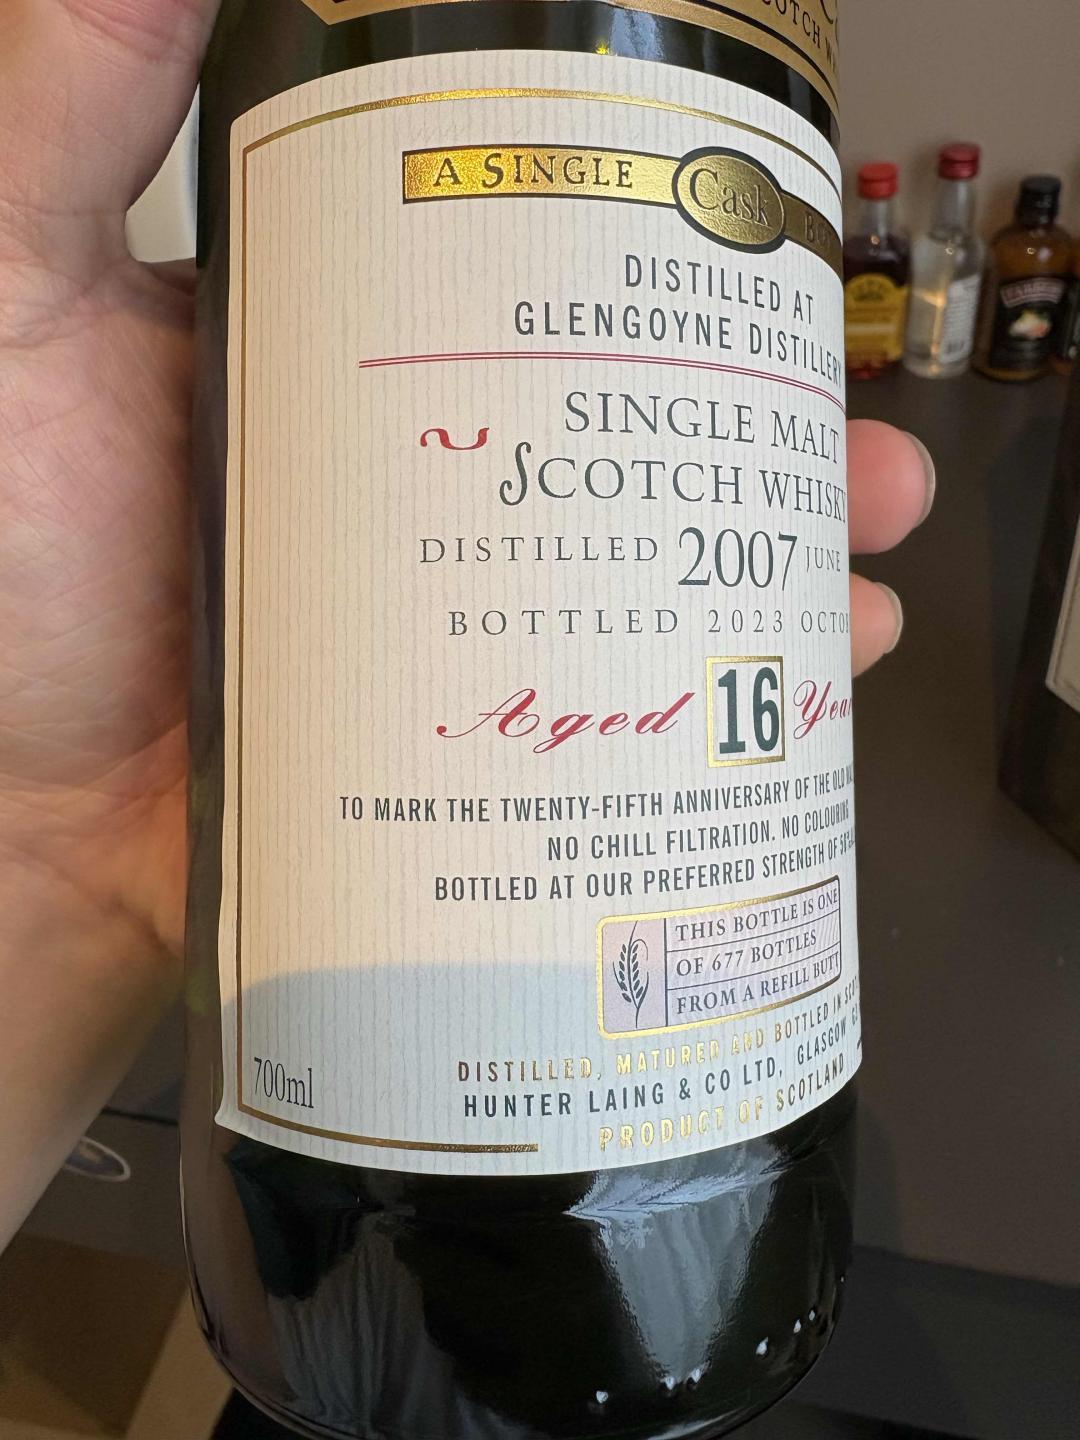 SCOTCH
A SINGLE Cask
DISTILLED AT
GLENGOYNE DISTILLERY
SINGLE MALT
SCOTCH WHISKY
DISTILLED 2007 JUNE
BOTTLED 2023
Aged 16
TO MARK THE TWENTY-FIFTH ANNIVERSARY OF THE OLD
NO CHILL FILTRATION. NO COLOURING
BOTTLED AT OUR PREFERRED STRENGTH OF
THIS BOTTLE IS ONE
OF 677 BOTTLES
FROM A REFILL BUTT
DISTILLED, MATURED AND BOTTLED IN
700ml
HUNTER LAING & CO LTD, GLASGOW
PRODUCT OF SCOTLAND